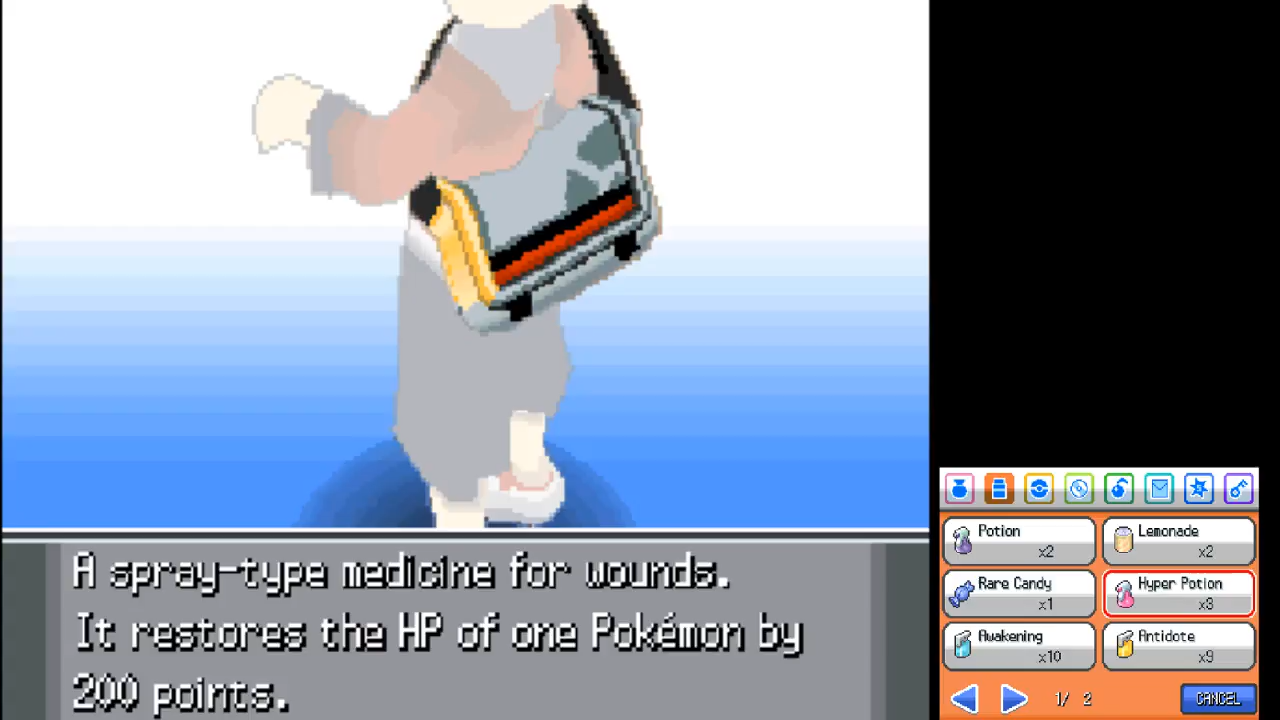 A spray-type medicine for wounds.
It restores the HP of one Pokémon by
200 points.
Potion
x2
Lemonade
x2
Rare Candy
x1
Hyper Potion
x3
Awakening
x10
Antidote
x9
1/ 2
CANCEL